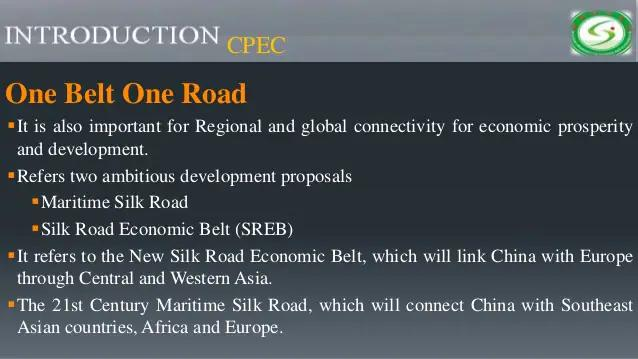 INTRODUCTION CPEC
One Belt One Road
▪It is also important for Regional and global connectivity for economic prosperity
and development.
▪Refers two ambitious development proposals
▪Maritime Silk Road
▪Silk Road Economic Belt (SREB)
▪It refers to the New Silk Road Economic Belt, which will link China with Europe
through Central and Western Asia.
▪The 21st Century Maritime Silk Road, which will connect China with Southeast
Asian countries, Africa and Europe.